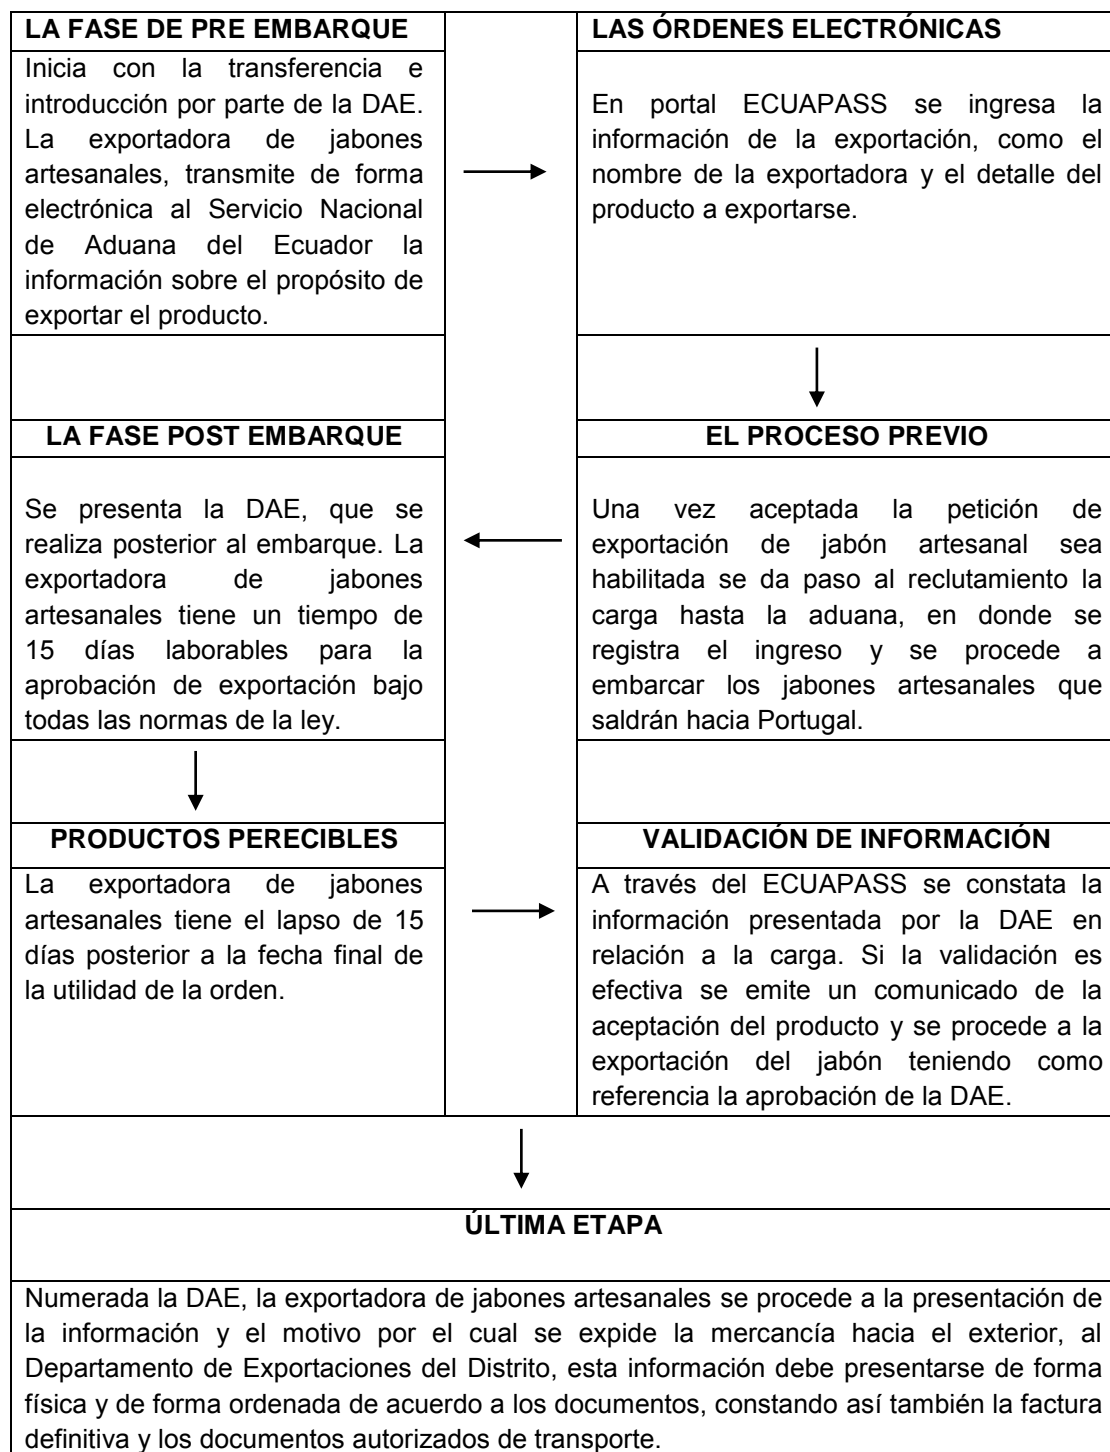 LA FASE DE PRE EMBARQUE
Inicia con la transferencia e
introducción por parte de la DAE.
La exportadora de jabones
artesanales, transmite de forma
electrónica al Servicio Nacional
de Aduana del Ecuador la
información sobre el propósito de
exportar el producto.
LAS ÓRDENES ELECTRÓNICAS
En portal ECUAPASS se ingresa la
información de la exportación, como el
nombre de la exportadora y el detalle del
producto a exportarse.
EL PROCESO PREVIO
Una vez aceptada la petición de
exportación de jabón artesanal sea
habilitada se da paso al reclutamiento la
carga hasta la aduana, en donde se
registra el ingreso y se procede a
embarcar los jabones artesanales que
saldrán hacia Portugal.
LA FASE POST EMBARQUE
Se presenta la DAE, que se
realiza posterior al embarque. La
exportadora de jabones
artesanales tiene un tiempo de
15 días laborables para la
aprobación de exportación bajo
todas las normas de la ley.
PRODUCTOS PERECIBLES
La exportadora de jabones
artesanales tiene el lapso de 15
días posterior a la fecha final de
la utilidad de la orden.
VALIDACIÓN DE INFORMACIÓN
A través del ECUAPASS se constata la
información presentada por la DAE en
relación a la carga. Si la validación es
efectiva se emite un comunicado de la
aceptación del producto y se procede a la
exportación del jabón teniendo como
referencia la aprobación de la DAE.
ÚLTIMA ETAPA
Numerada la DAE, la exportadora de jabones artesanales se procede a la presentación de
la información y el motivo por el cual se expide la mercancía hacia el exterior, al
Departamento de Exportaciones del Distrito, esta información debe presentarse de forma
física y de forma ordenada de acuerdo a los documentos, constando así también la factura
definitiva y los documentos autorizados de transporte.